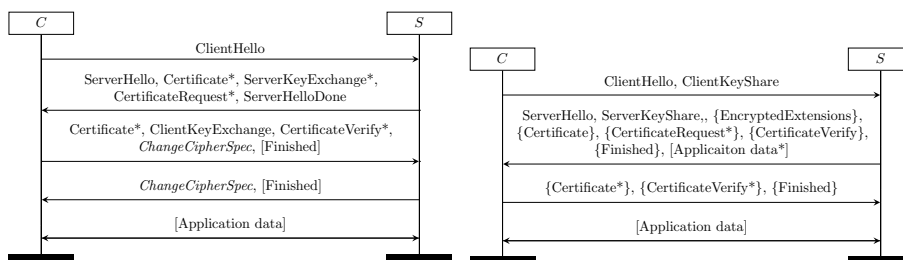 C
S
ClientHello
ServerHello, Certificate*, ServerKeyExchange*,
CertificateRequest*, ServerHelloDone
Certificate*, ClientKeyExchange, CertificateVerify*,
ChangeCipherSpec, [Finished]
ChangeCipherSpec, [Finished]
[Application data]
C
S
ClientHello, ClientKeyShare
ServerHello, ServerKeyShare,, {EncryptedExtensions},
{Certificate}, {CertificateRequest*}, {CertificateVerify},
{Finished}, [Applicaiton data*]
{Certificate*}, {CertificateVerify*}, {Finished}
[Application data]